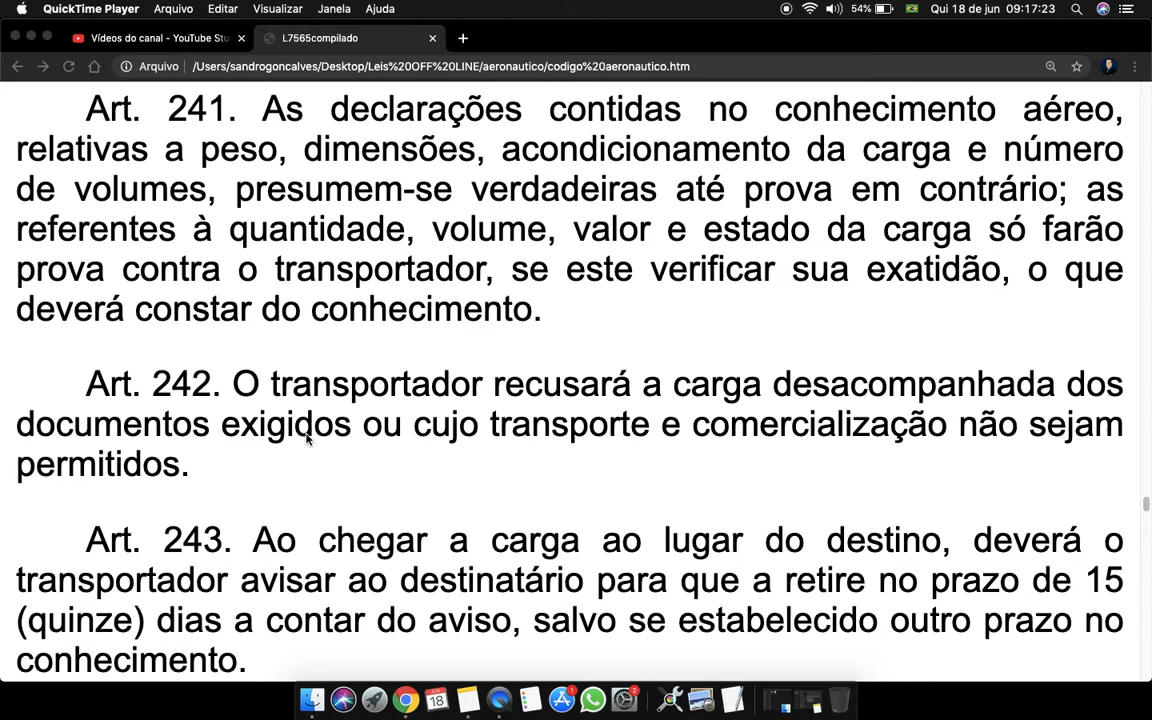 QuickTime Player Arquivo Editar Visualizar Janela Ajuda 54% Qui 18 de jun 09:17:23
Vídeos do canal - YouTube Stu L7565compilado
Arquivo /Users/sandrogoncalves/Desktop/Leis%20OFF%20LINE/aeronautico/codigo%20aeronautico.htm
Art. 241. As declarações contidas no conhecimento aéreo,
relativas a peso, dimensões, acondicionamento da carga e número
de volumes, presumem-se verdadeiras até prova em contrário; as
referentes à quantidade, volume, valor e estado da carga só farão
prova contra o transportador, se este verificar sua exatidão, o que
deverá constar do conhecimento.
Art. 242. O transportador recusará a carga desacompanhada dos
documentos exigidos ou cujo transporte e comercialização não sejam
permitidos.
Art. 243. Ao chegar a carga ao lugar do destino, deverá o
transportador avisar ao destinatário para que a retire no prazo de 15
(quinze) dias a contar do aviso, salvo se estabelecido outro prazo no
conhecimento.
18 1 2